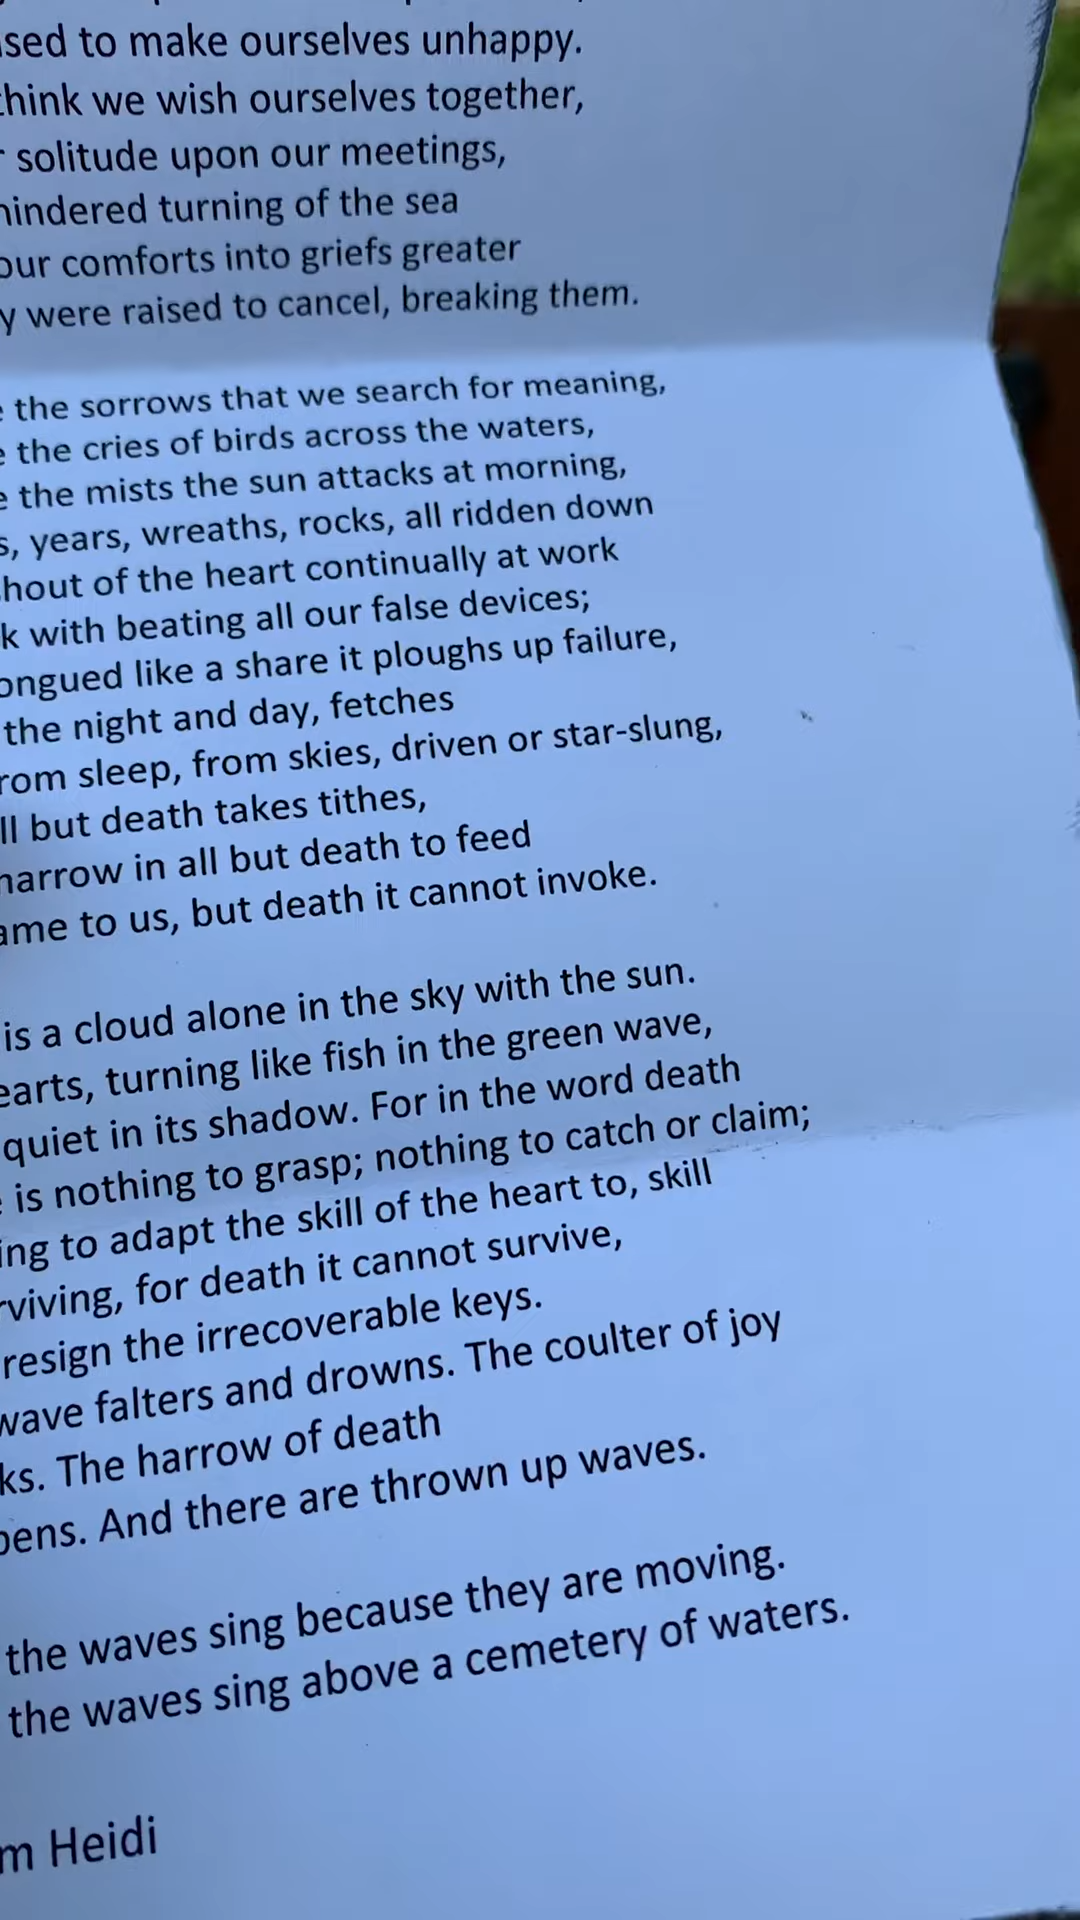 sed to make ourselves unhappy.
think we wish ourselves together,
solitude upon our meetings,
hindered turning of the sea
our comforts into griefs greater
y were raised to cancel, breaking them.
the sorrows that we search for meaning,
the cries of birds across the waters,
the mists the sun attacks at morning,
s, years, wreaths, rocks, all ridden down
hout of the heart continually at work
k with beating all our false devices;
ongued like a share it ploughs up failure,
the night and day, fetches
rom sleep, from skies, driven or star-slung,
ll but death takes tithes,
arrow in all but death to feed
ame to us, but death it cannot invoke.
is a cloud alone in the sky with the sun.
earts, turning like fish in the green wave,
quiet in its shadow. For in the word death
is nothing to grasp; nothing to catch or claim;
ing to adapt the skill of the heart to, skill
rviving, for death it cannot survive,
resign the irrecoverable keys.
wave falters and drowns. The coulter of joy
ks. The harrow of death
pens. And there are thrown up waves.
the waves sing because they are moving.
the waves sing above a cemetery of waters.
m Heidi